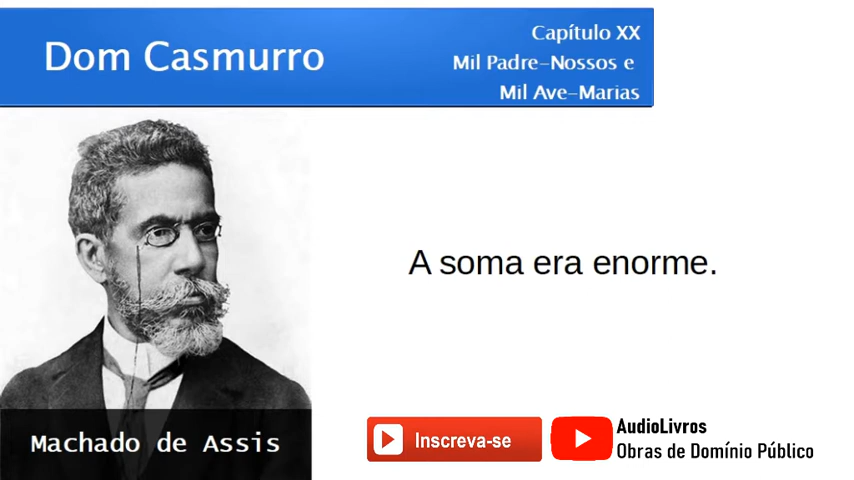 Dom Casmurro
Capítulo XX
Mil Padre-Nossos e
Mil Ave-Marias
A soma era enorme.
Machado de Assis
Inscreva-se
AudioLivros
Obras de Domínio Público